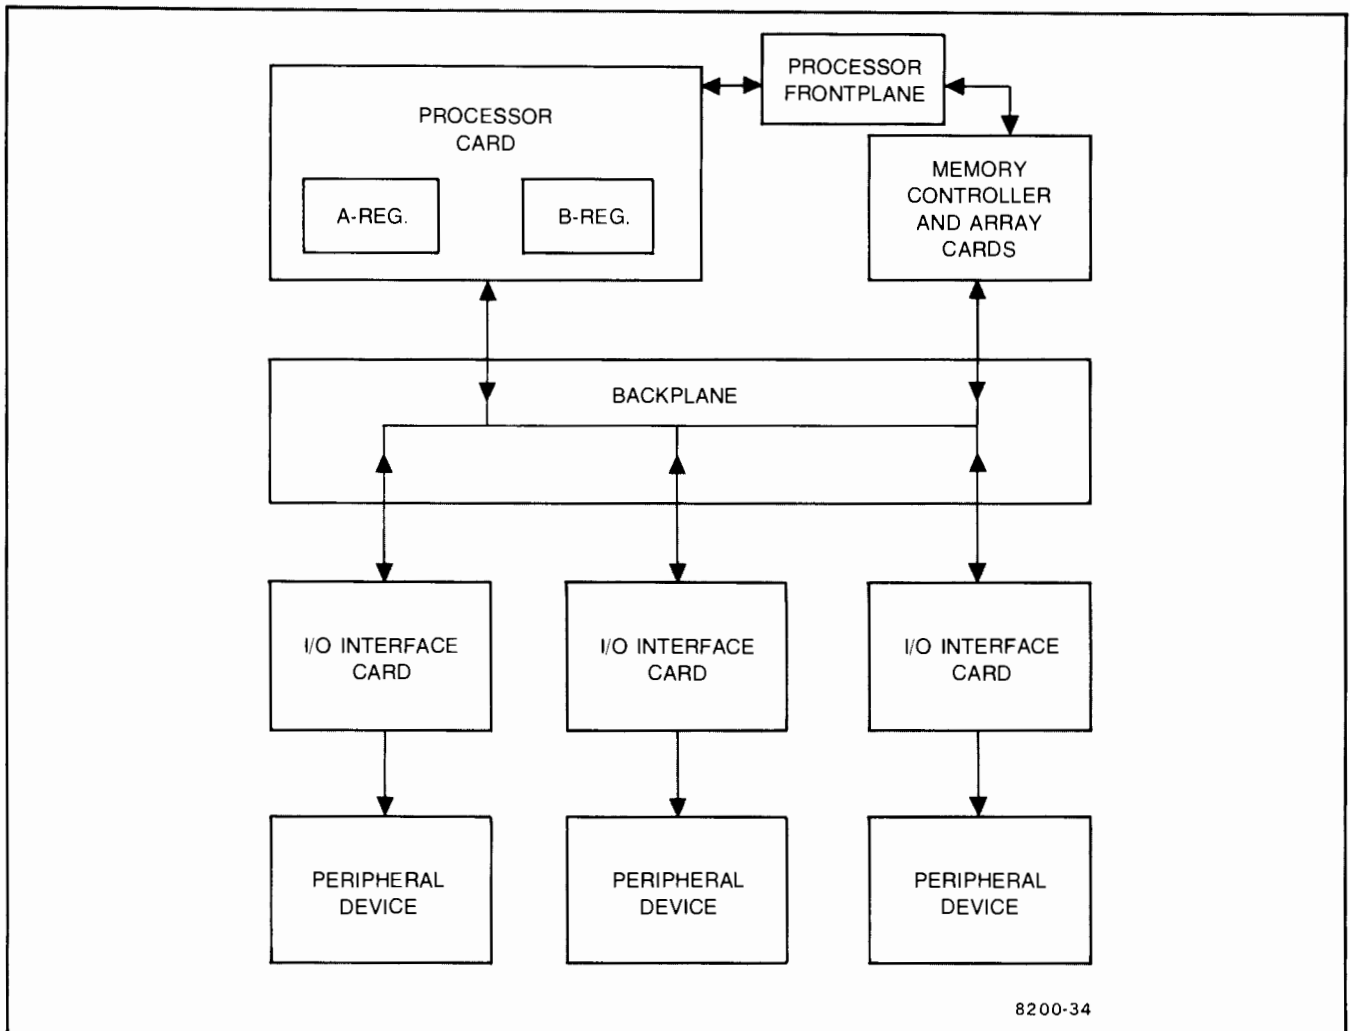 PROCESSOR
FRONTPLANE
PROCESSOR
CARD
A-REG.
B-REG.
MEMORY
CONTROLLER
AND ARRAY
CARDS
BACKPLANE
I/O INTERFACE
CARD
I/O INTERFACE
CARD
I/O INTERFACE
CARD
PERIPHERAL
DEVICE
PERIPHERAL
DEVICE
PERIPHERAL
DEVICE
8200-34